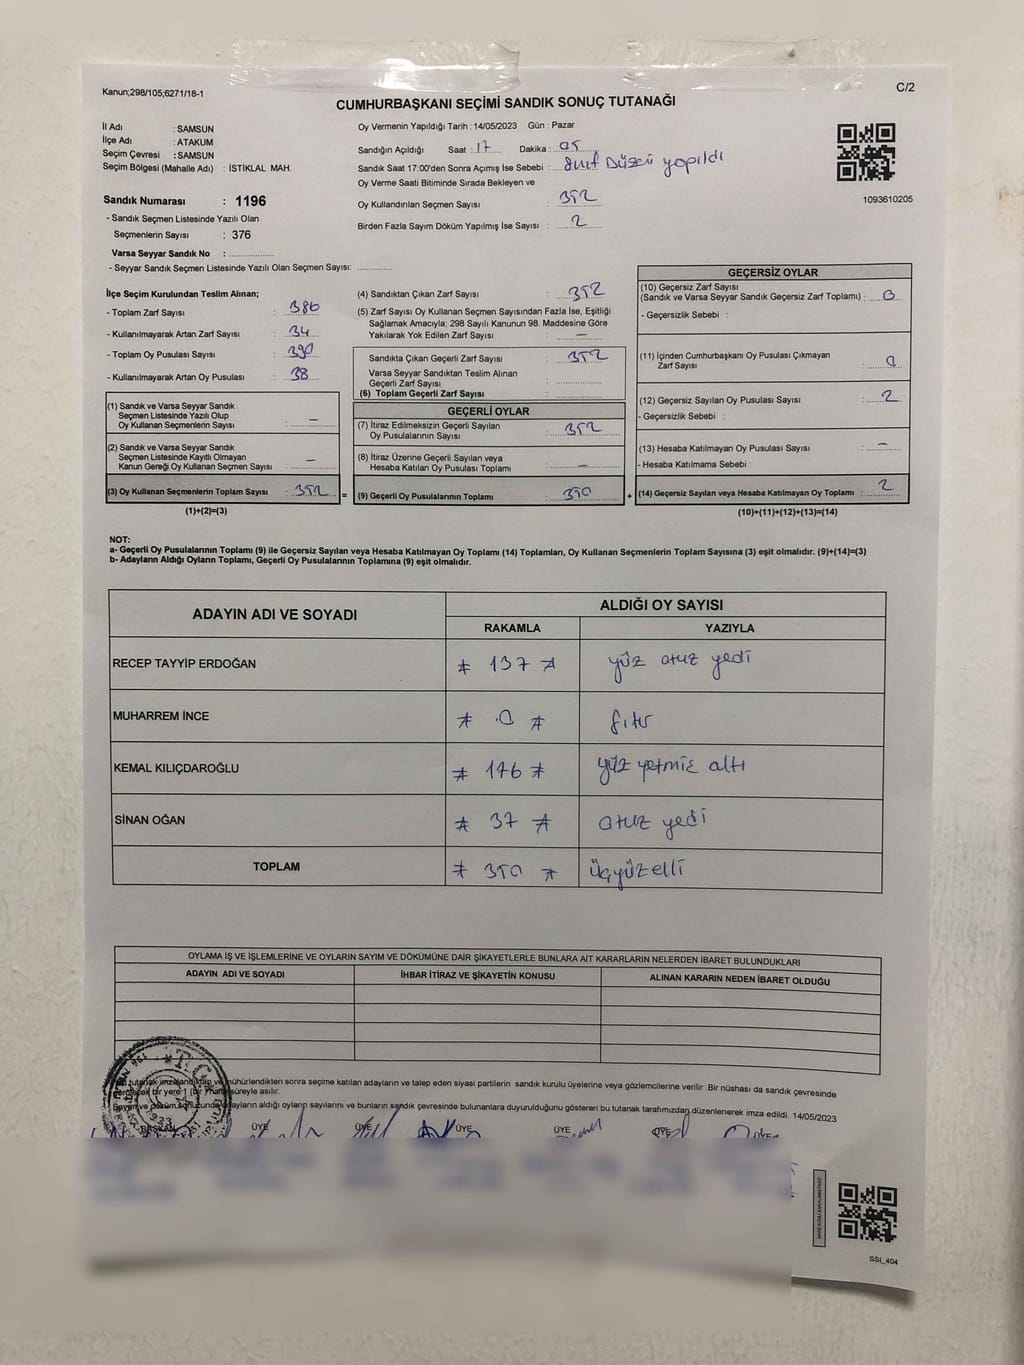 Kanun;298/105;6271/18-1
C/2
CUMHURBAŞKANI SEÇİMİ SANDIK SONUÇ TUTANAĞI
İl Adı : SAMSUN
İlçe Adı : ATAKUM
Seçim Çevresi : SAMSUN
Seçim Bölgesi (Mahalle Adı) : İSTİKLAL MAH.
Sandık Numarası : 1196
- Sandık Seçmen Listesinde Yazılı Olan
Seçmenlerin Sayısı : 376
Varsa Seyyar Sandık No :
- Seyyar Sandık Seçmen Listesinde Yazılı Olan Seçmen Sayısı:
Oy Vermenin Yapıldığı Tarih : 14/05/2023 Gün : Pazar
Sandığın Açıldığı Saat : 17 Dakika : 05
Sandık Saat 17:00'den Sonra Açımış İse Sebebi : Sınıf Düzeni yapıldı
Oy Verme Saati Bitiminde Sırada Bekleyen ve
Oy Kullandırılan Seçmen Sayısı : 352
Birden Fazla Sayım Döküm Yapılmış İse Sayısı : 2
1093610205
İlçe Seçim Kurulundan Teslim Alınan;
- Toplam Zarf Sayısı : 386
- Kullanılmayarak Artan Zarf Sayısı : 34
- Toplam Oy Pusulası Sayısı : 390
- Kullanılmayarak Artan Oy Pusulası : 38
(1) Sandık ve Varsa Seyyar Sandık
Seçmen Listesinde Yazılı Olup
Oy Kullanan Seçmenlerin Sayısı : –
(2) Sandık ve Varsa Seyyar Sandık
Seçmen Listesinde Kayıtlı Olmayan
Kanun Gereği Oy Kullanan Seçmen Sayısı : –
(3) Oy Kullanan Seçmenlerin Toplam Sayısı : 352 =
(1)+(2)=(3)
(4) Sandıktan Çıkan Zarf Sayısı : 352
(5) Zarf Sayısı Oy Kullanan Seçmen Sayısından Fazla İse, Eşitliği
Sağlamak Amacıyla; 298 Sayılı Kanunun 98. Maddesine Göre
Yakılarak Yok Edilen Zarf Sayısı : –
Sandıkta Çıkan Geçerli Zarf Sayısı : 352
Varsa Seyyar Sandıktan Teslim Alınan
Geçerli Zarf Sayısı :
(6) Toplam Geçerli Zarf Sayısı :
GEÇERLİ OYLAR
(7) İtiraz Edilmeksizin Geçerli Sayılan
Oy Pusulalarının Sayısı : 352
(8) İtiraz Üzerine Geçerli Sayılan veya
Hesaba Katılan Oy Pusulası Toplamı : –
(9) Geçerli Oy Pusulalarının Toplamı : 350 +
GEÇERSİZ OYLAR
(10) Geçersiz Zarf Sayısı
(Sandık ve Varsa Seyyar Sandık Geçersiz Zarf Toplamı) : 0
- Geçersizlik Sebebi :
(11) İçinden Cumhurbaşkanı Oy Pusulası Çıkmayan
Zarf Sayısı : 0
(12) Geçersiz Sayılan Oy Pusulası Sayısı : 2
- Geçersizlik Sebebi :
(13) Hesaba Katılmayan Oy Pusulası Sayısı : –
- Hesaba Katılmama Sebebi :
(14) Geçersiz Sayılan veya Hesaba Katılmayan Oy Toplamı : 2
(10)+(11)+(12)+(13)=(14)
NOT:
a- Geçerli Oy Pusulalarının Toplamı (9) ile Geçersiz Sayılan veya Hesaba Katılmayan Oy Toplamı (14) Toplamları, Oy Kullanan Seçmenlerin Toplam Sayısına (3) eşit olmalıdır. (9)+(14)=(3)
b- Adayların Aldığı Oyların Toplamı, Geçerli Oy Pusulalarının Toplamına (9) eşit olmalıdır.
ADAYIN ADI VE SOYADI ALDIĞI OY SAYISI
RAKAMLA YAZIYLA
RECEP TAYYİP ERDOĞAN 137 yüz otuz yedi
MUHARREM İNCE 0 sıfır
KEMAL KILIÇDAROĞLU 176 yüz yetmiş altı
SİNAN OĞAN 37 otuz yedi
TOPLAM 350 üçyüzelli
OYLAMA İŞ VE İŞLEMLERİNE VE OYLARIN SAYIM VE DÖKÜMÜNE DAİR ŞİKAYETLERLE BUNLARA AİT KARARLARIN NELERDEN İBARET BULUNDUKLARI
ADAYIN ADI VE SOYADI İHBAR İTİRAZ VE ŞİKAYETİN KONUSU ALINAN KARARIN NEDEN İBARET OLDUĞU
mühürlendikten sonra seçime katılan adayların ve talep eden siyasi partilerin sandık kurulu üyelerine veya gözlemcilerine verilir. Bir nüshası da sandık çevresinde
süreyle asılır.
adayların aldığı oyların sayılarını ve bunların sandık çevresinde bulunanlara duyurulduğunu gösteren bu tutanak tarafımızdan düzenlenerek imza edildi. 14/05/2023
BAŞKAN ÜYE ÜYE ÜYE ÜYE ÜYE ÜYE
SSI_404